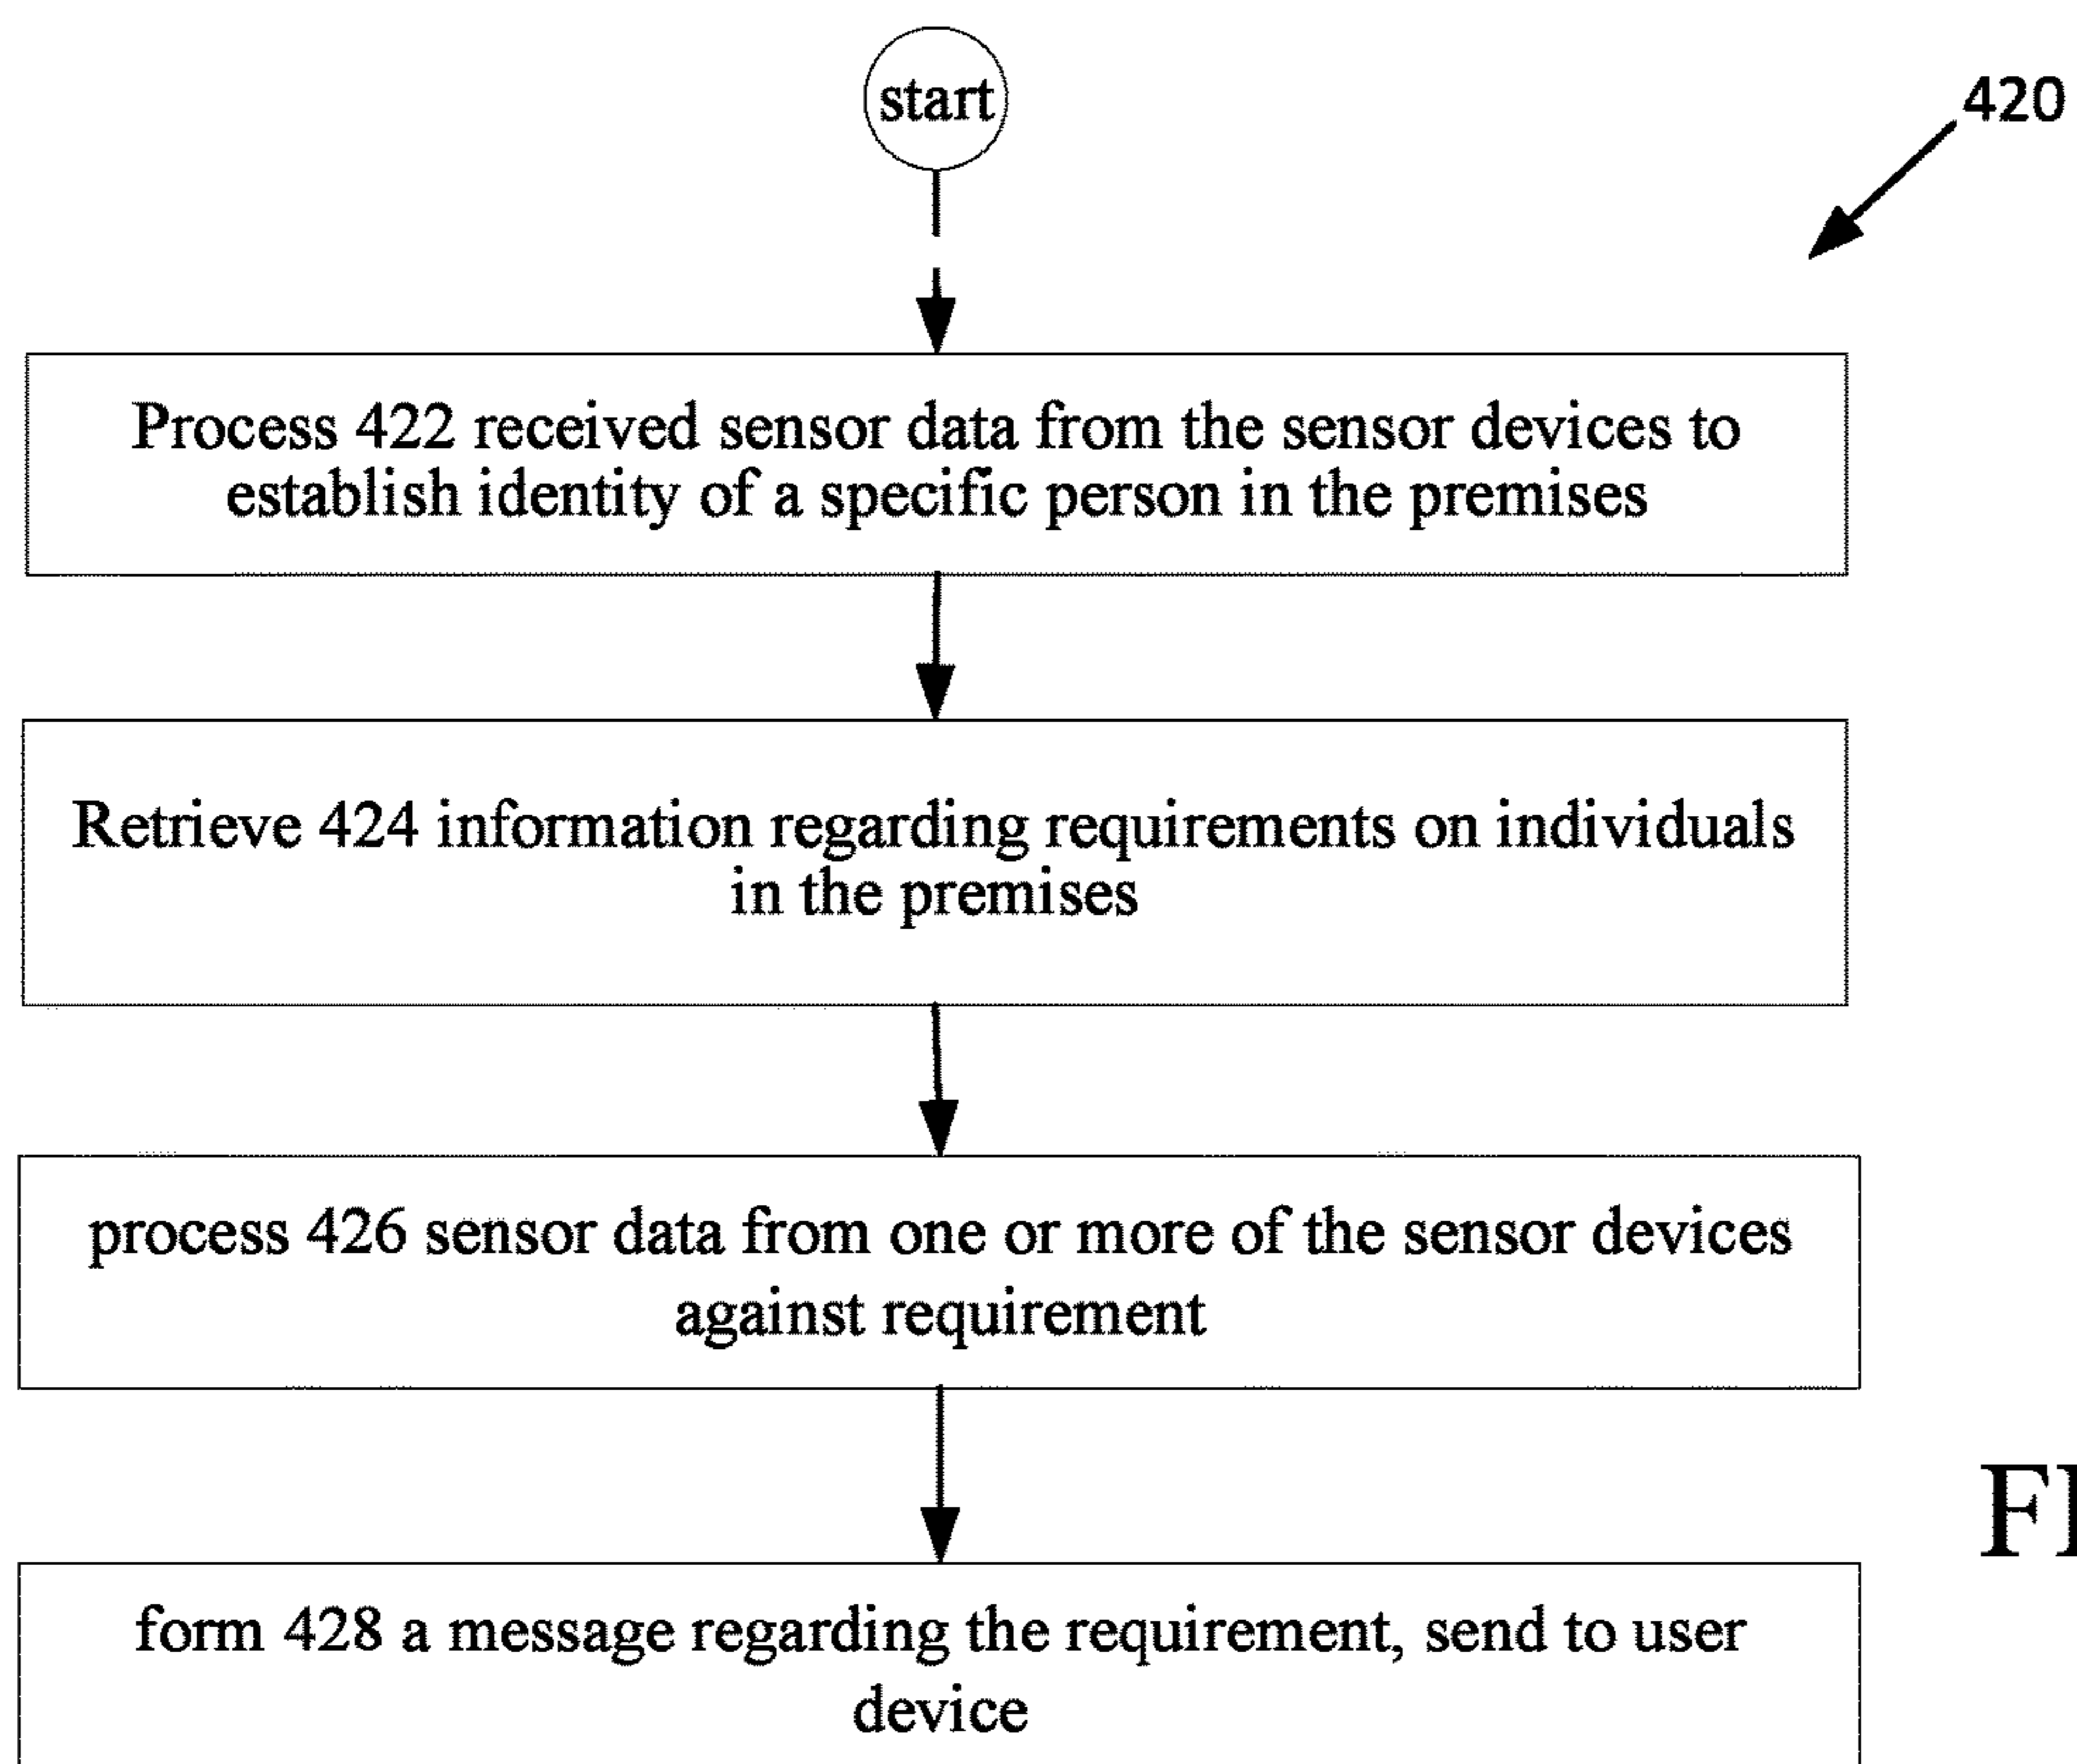 start
420
Process 422 received sensor data from the sensor devices to
establish identity of a specific person in the premises
Retrieve 424 information regarding requirements on individuals
in the premises
process 426 sensor data from one or more of the sensor devices
against requirement
form 428 a message regarding the requirement, send to user
device